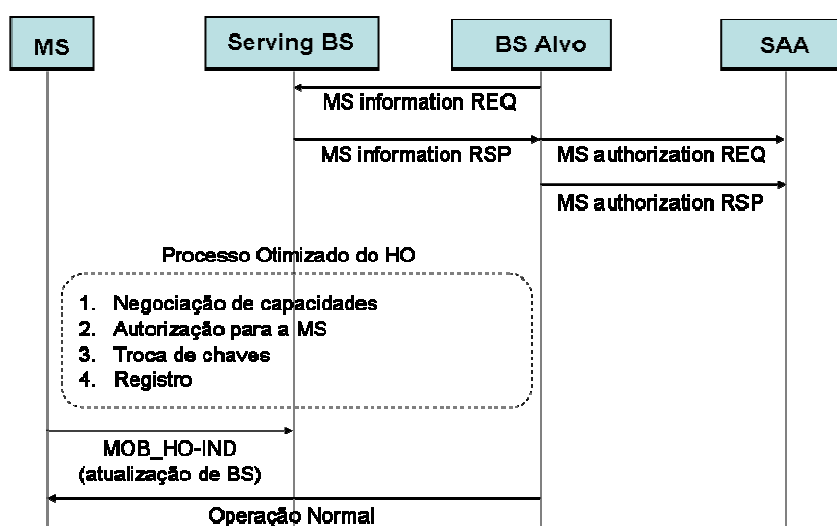 MS
Serving BS
BS Alvo
SAA
MS information REQ
MS information RSP
MS authorization REQ
MS authorization RSP
Processo Otimizado do HO
1. Negociação de capacidades
2. Autorização para a MS
3. Troca de chaves
4. Registro
MOB_HO-IND
(atualização de BS)
Operação Normal